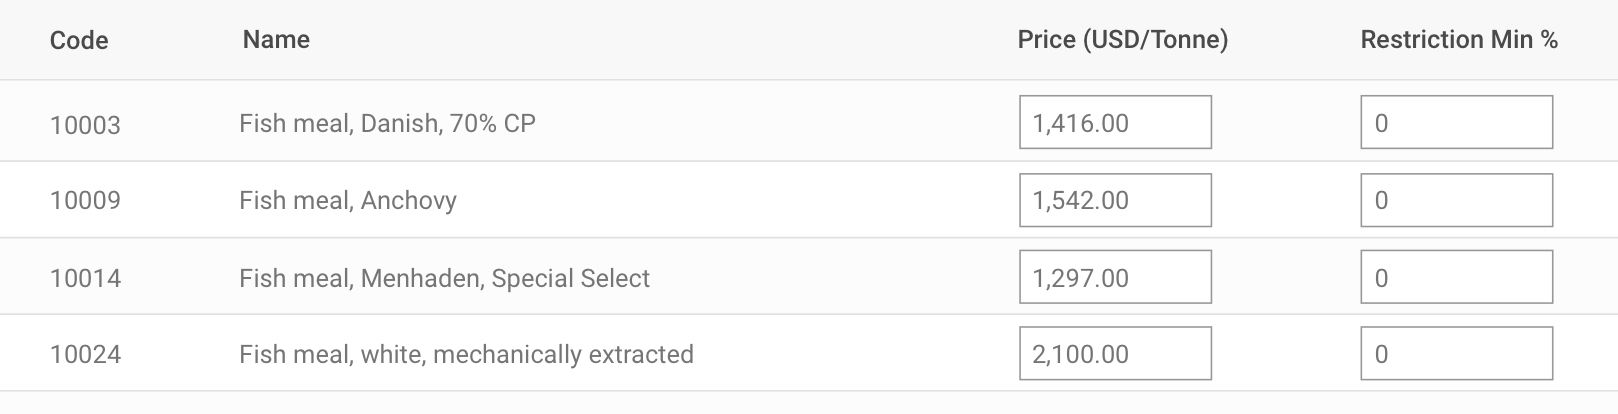 Code Name Price (USD/Tonne) Restriction Min %
10003 Fish meal, Danish, 70% CP 1,416.00 0
10009 Fish meal, Anchovy 1,542.00 0
10014 Fish meal, Menhaden, Special Select 1,297.00 0
10024 Fish meal, white, mechanically extracted 2,100.00 0